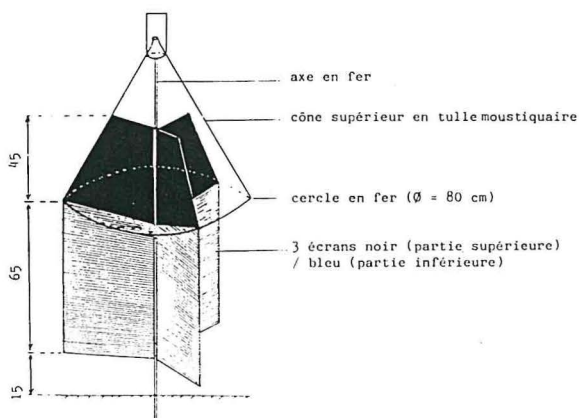 axe en fer
cône supérieur en tulle moustiquaire
cercle en fer (Ø = 80 cm)
3 écrans noir (partie supérieure)
/ bleu (partie inférieure)
45
65
15